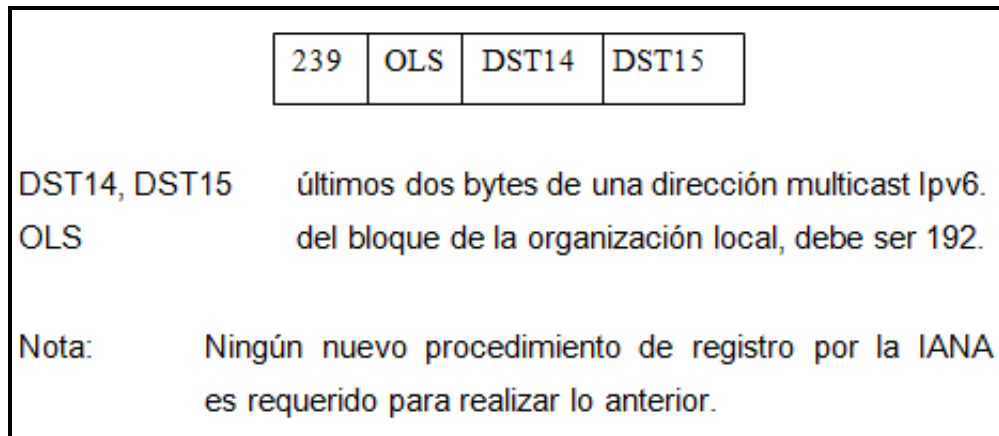 239 OLS DST14 DST15
DST14, DST15 últimos dos bytes de una dirección multicast Ipv6.
OLS del bloque de la organización local, debe ser 192.
Nota: Ningún nuevo procedimiento de registro por la IANA
es requerido para realizar lo anterior.